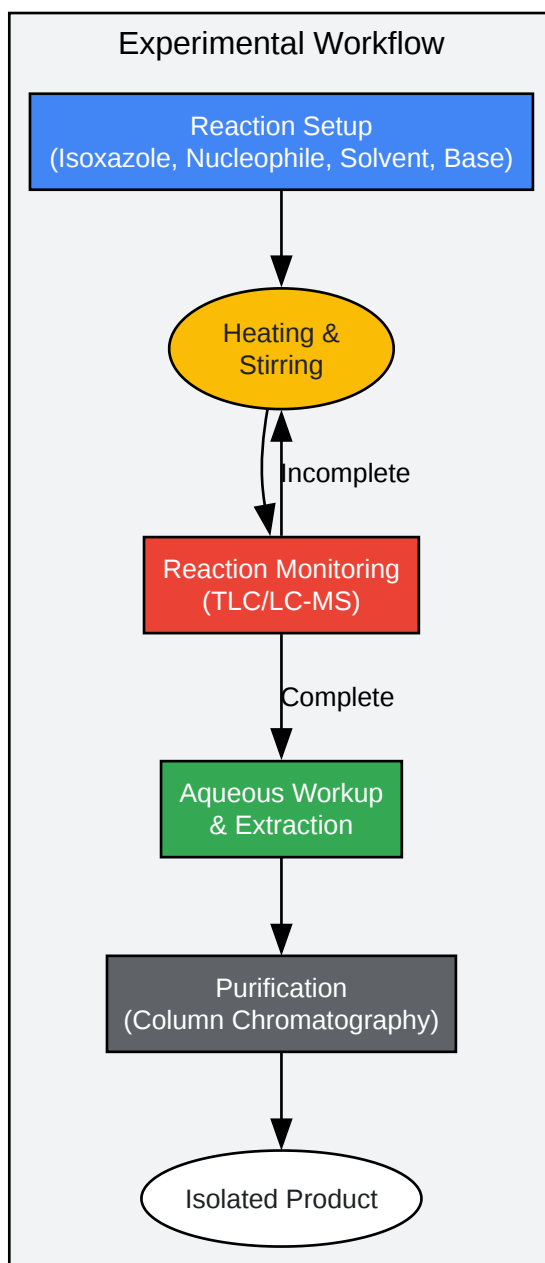 Experimental Workflow
Reaction Setup
(Isoxazole, Nucleophile, Solvent, Base)
Heating &
Stirring
Incomplete
Reaction Monitoring
(TLC/LC-MS)
Complete
Aqueous Workup
& Extraction
Purification
(Column Chromatography)
Isolated Product